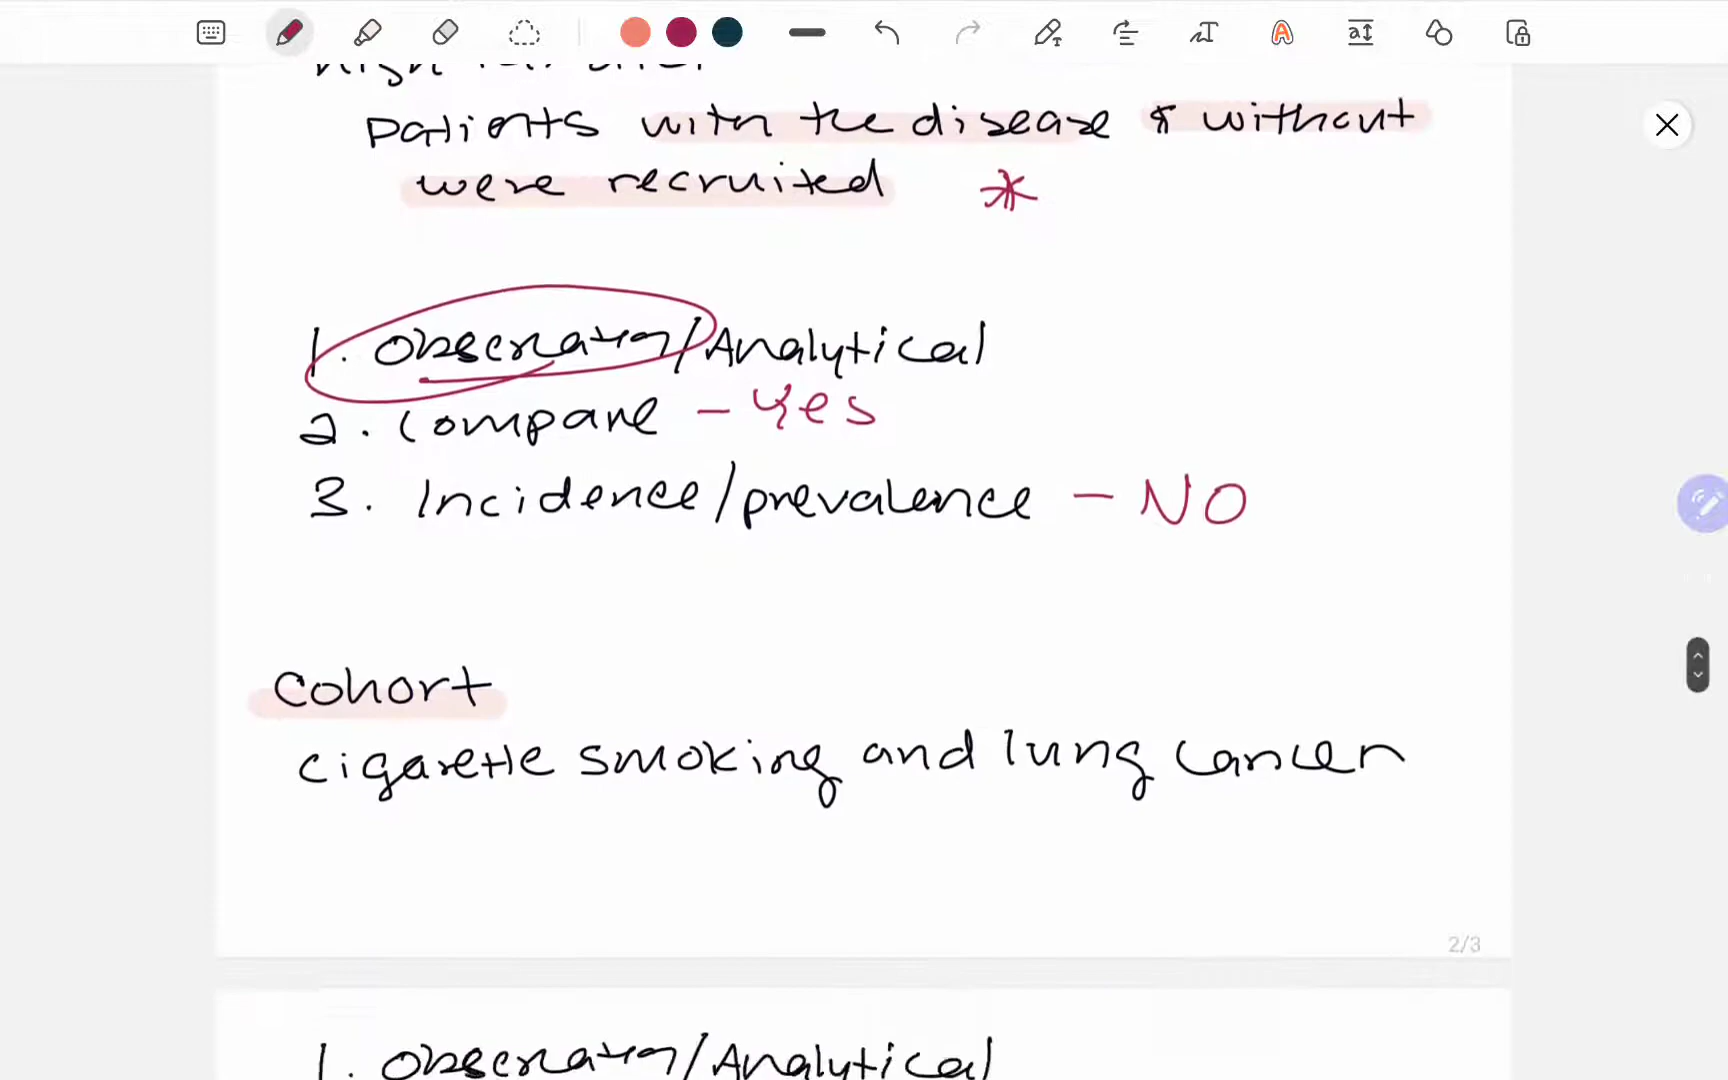 patients with the disease & without
were recruited *
1. Observation/Analytical
2. Compare - Yes
3. Incidence/prevalence - NO
Cohort
cigarette smoking and lung cancer
2/3
1. Observation/Analytical